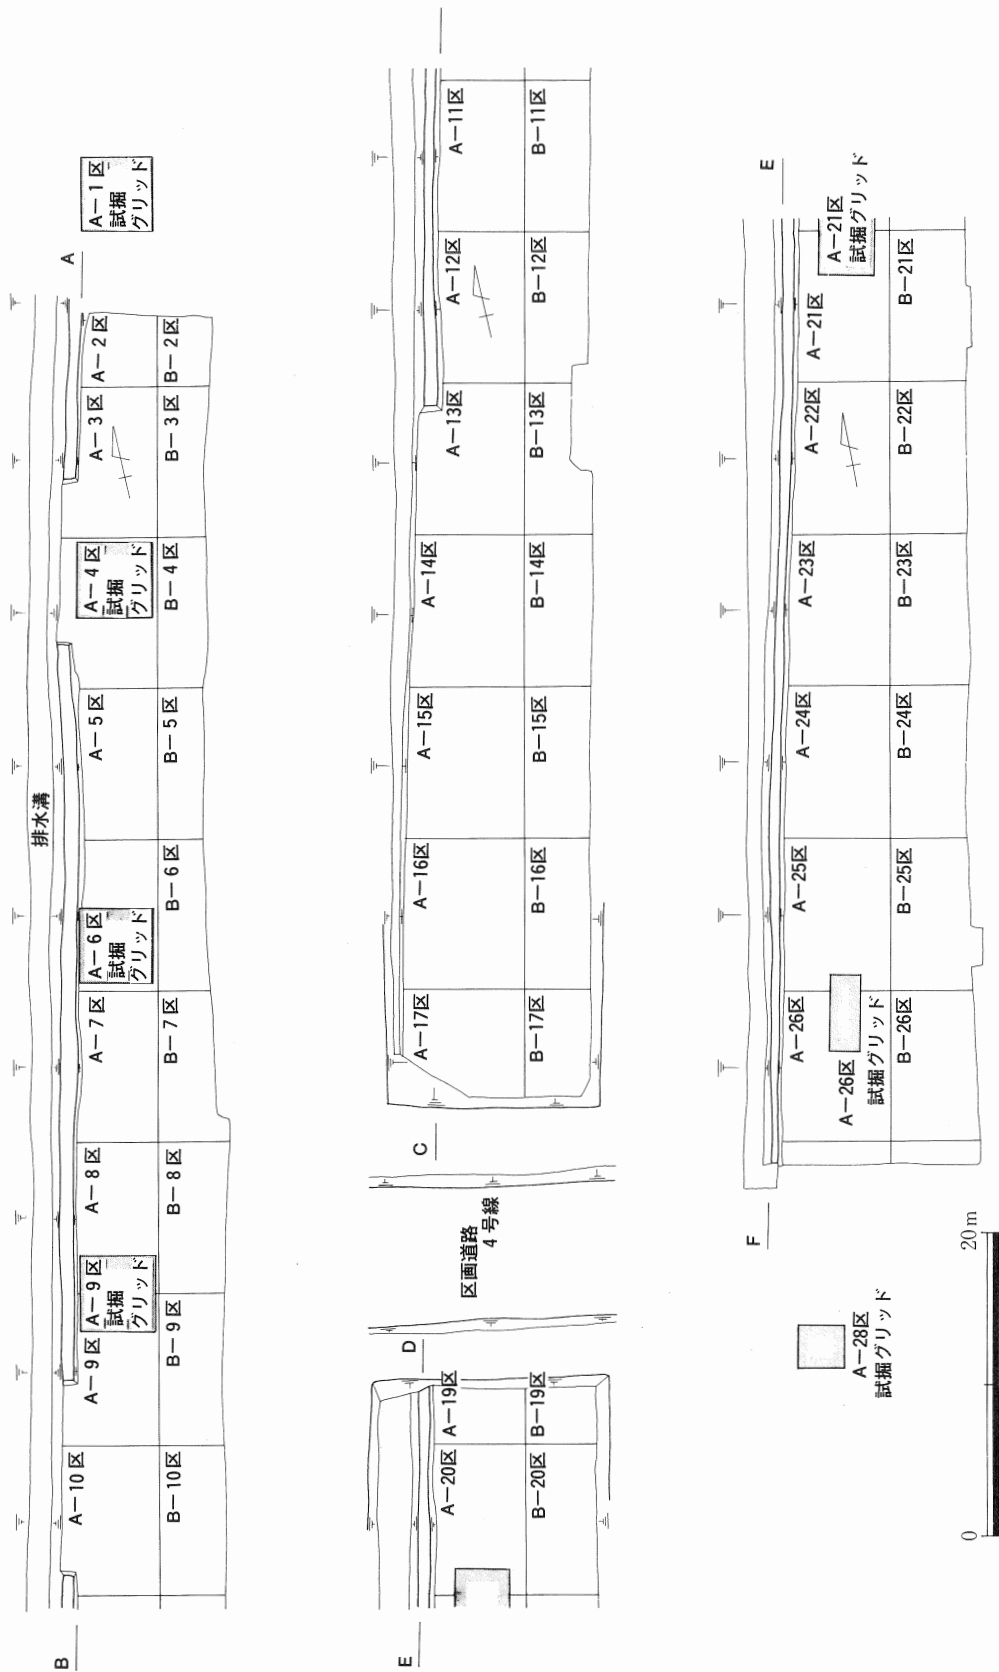 排水溝
A
A－1区
試掘
グリッド
A－2区
B－2区
A－3区
B－3区
A－4区
試掘
グリッド
B－4区
A－5区
B－5区
A－6区
試掘
グリッド
B－6区
A－7区
B－7区
A－8区
B－8区
A－9区
試掘
グリッド
A－9区
B－9区
A－10区
B－10区
B
A－11区
B－11区
A－12区
B－12区
A－13区
B－13区
A－14区
B－14区
A－15区
B－15区
A－16区
B－16区
A－17区
B－17区
C
区画道路
4号線
D
A－19区
B－19区
A－20区
B－20区
E
E
A－21区
試掘グリッド
A－21区
B－21区
A－22区
B－22区
A－23区
B－23区
A－24区
B－24区
A－25区
B－25区
A－26区
A－26区
試掘グリッド
B－26区
F
A－28区
試掘グリッド
0
20m